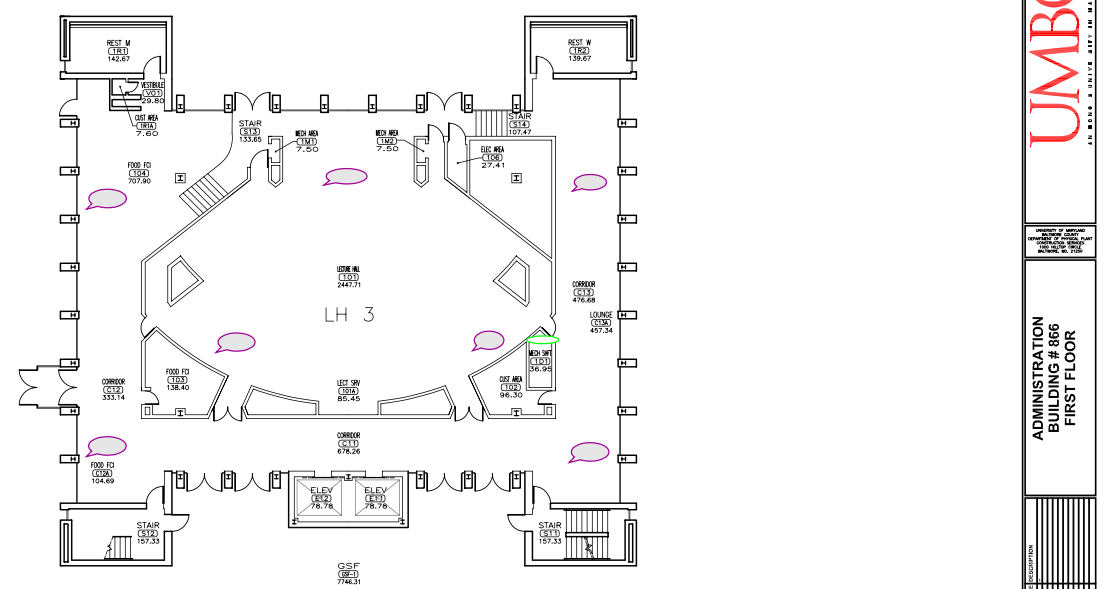 REST M
1R1
142.67
REST W
1R2
139.67
VESTIBULE
V01
29.80
CUST AREA
1R1A
7.60
STAIR
S13
133.65
MECH AREA
1M1
7.50
MECH AREA
1M2
7.50
STAIR
S14
107.47
ELEC AREA
106
27.41
FOOD FCI
104
707.90
LECTURE HALL
101
2447.71
LH 3
CORRIDOR
C13
476.68
LOUNGE
C13A
457.34
MECH SHFT
1D1
36.95
FOOD FCI
103
138.40
CUST AREA
102
96.30
LECT SRV
101A
85.45
CORRIDOR
C12
333.14
CORRIDOR
C11
678.26
FOOD FCI
C12A
104.69
ELEV
E12
78.78
ELEV
E11
78.78
STAIR
S12
157.33
STAIR
S11
157.33
GSF
GSF-1
7746.31
UMBC
UNIVERSITY OF MARYLAND
BALTIMORE COUNTY
DEPARTMENT OF PHYSICAL PLANT
CONSTRUCTION SERVICES
1000 HILLTOP CIRCLE
BALTIMORE, MD. 21250
ADMINISTRATION
BUILDING # 866
FIRST FLOOR
DESCRIPTION